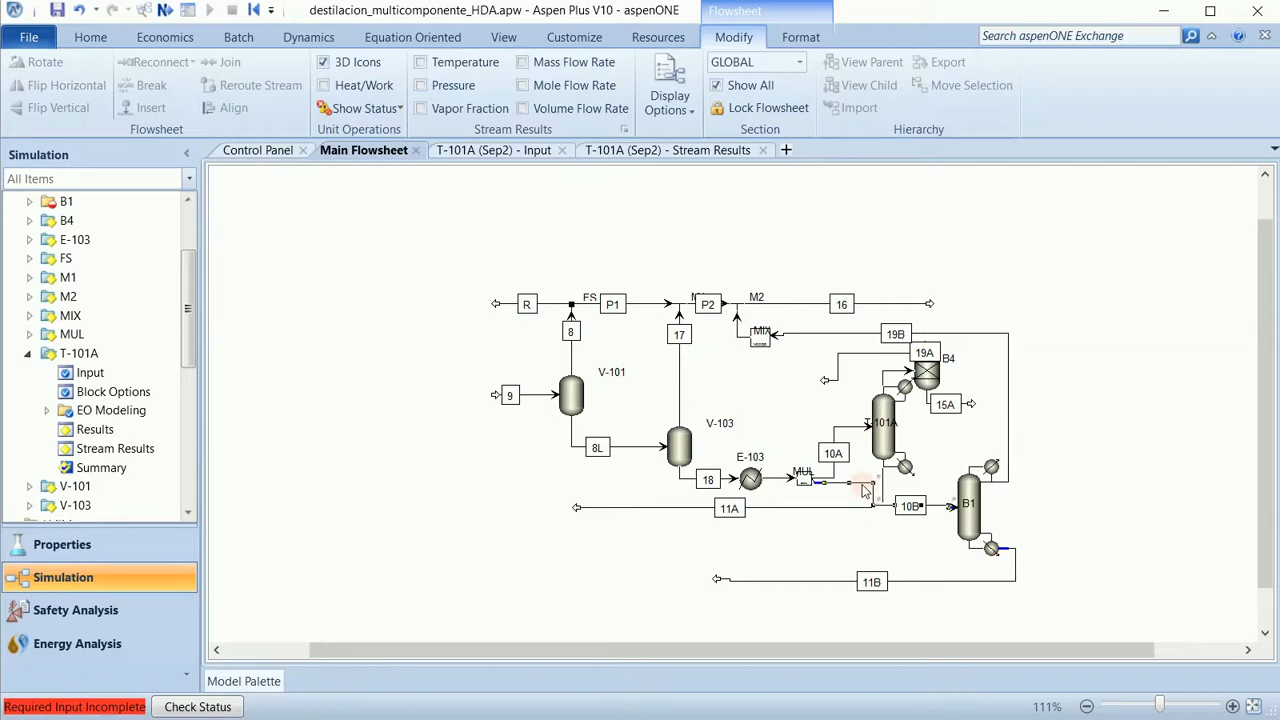 destilacion_multicomponente_HDA.apw - Aspen Plus V10 - aspenONE
Flowsheet
File
Home
Economics
Batch
Dynamics
Equation Oriented
View
Customize
Resources
Modify
Format
Search aspenONE Exchange
Rotate
Flip Horizontal
Flip Vertical
Reconnect
Break
Insert
Join
Reroute Stream
Align
Flowsheet
3D Icons
Heat/Work
Show Status
Unit Operations
Temperature
Pressure
Vapor Fraction
Mass Flow Rate
Mole Flow Rate
Volume Flow Rate
Stream Results
Display
Options
GLOBAL
Show All
Lock Flowsheet
Section
View Parent
View Child
Import
Export
Move Selection
Hierarchy
Simulation
All Items
B1
B4
E-103
FS
M1
M2
MIX
MUL
T-101A
Input
Block Options
EO Modeling
Results
Stream Results
Summary
V-101
V-103
Properties
Simulation
Safety Analysis
Energy Analysis
Control Panel
Main Flowsheet
T-101A (Sep2) - Input
T-101A (Sep2) - Stream Results
R
FS
P1
P2
M2
16
8
17
MIX
19B
19A
B4
V-101
9
15A
T-101A
V-103
8L
10A
E-103
MUL
18
11A
10B
B1
11B
Model Palette
Required Input Incomplete
Check Status
111%